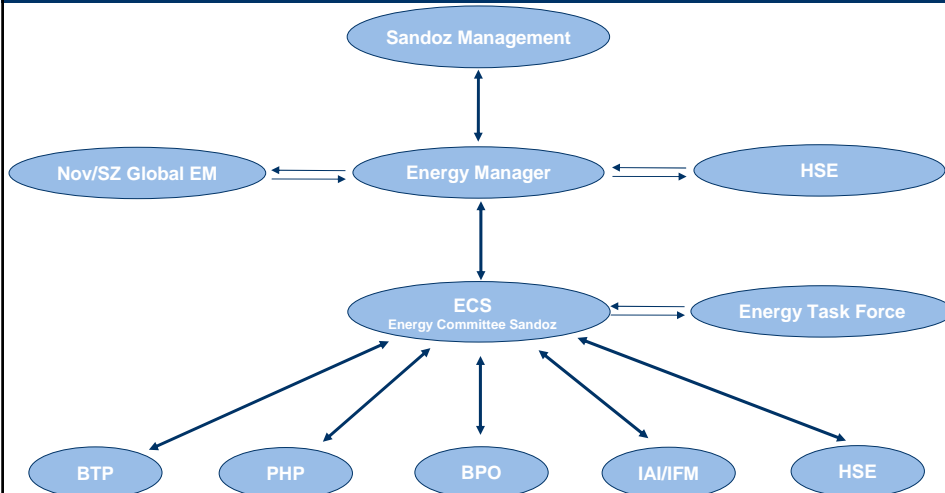 Sandoz Management
Nov/SZ Global EM
Energy Manager
HSE
ECS
Energy Committee Sandoz
Energy Task Force
BTP
PHP
BPO
IAI/IFM
HSE